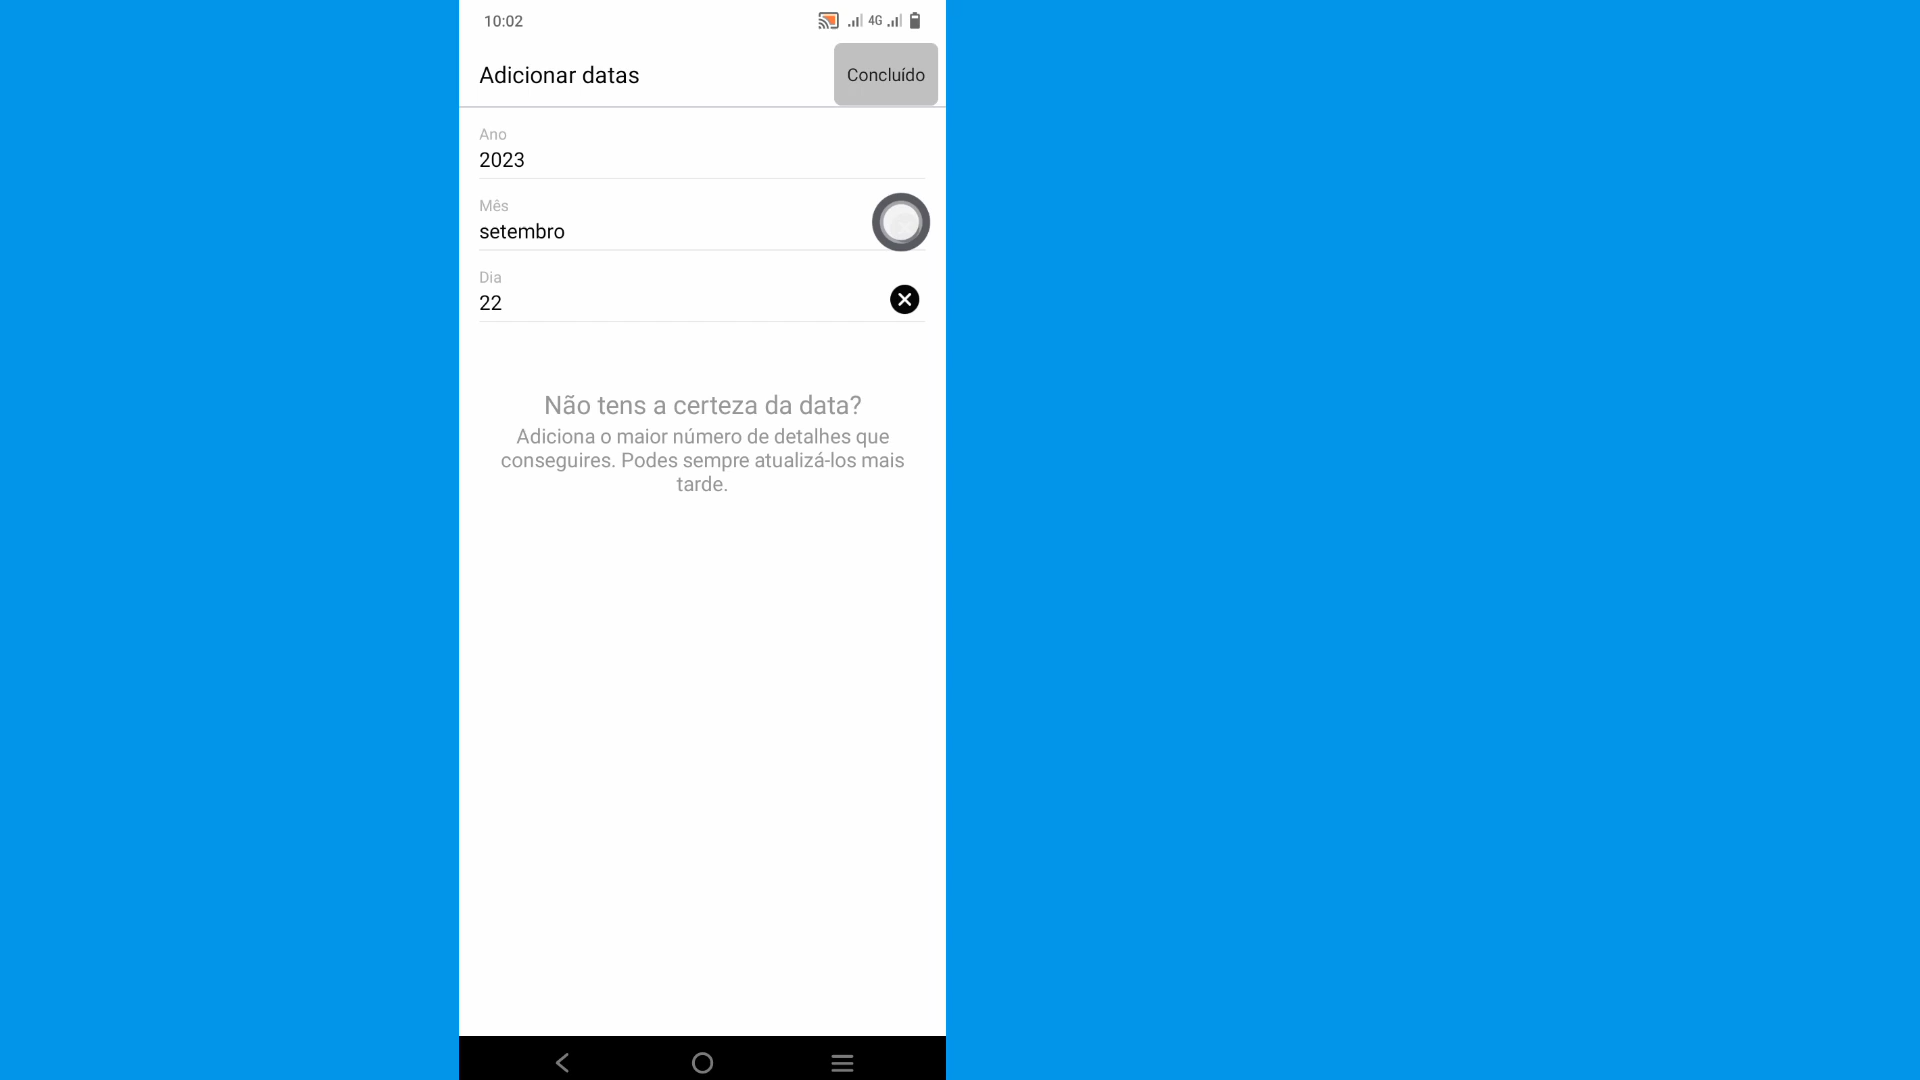 10:02
4G
Adicionar datas
Concluído
Ano
2023
Mês
setembro
Dia
22
Não tens a certeza da data?
Adiciona o maior número de detalhes que
conseguires. Podes sempre atualizá-los mais
tarde.